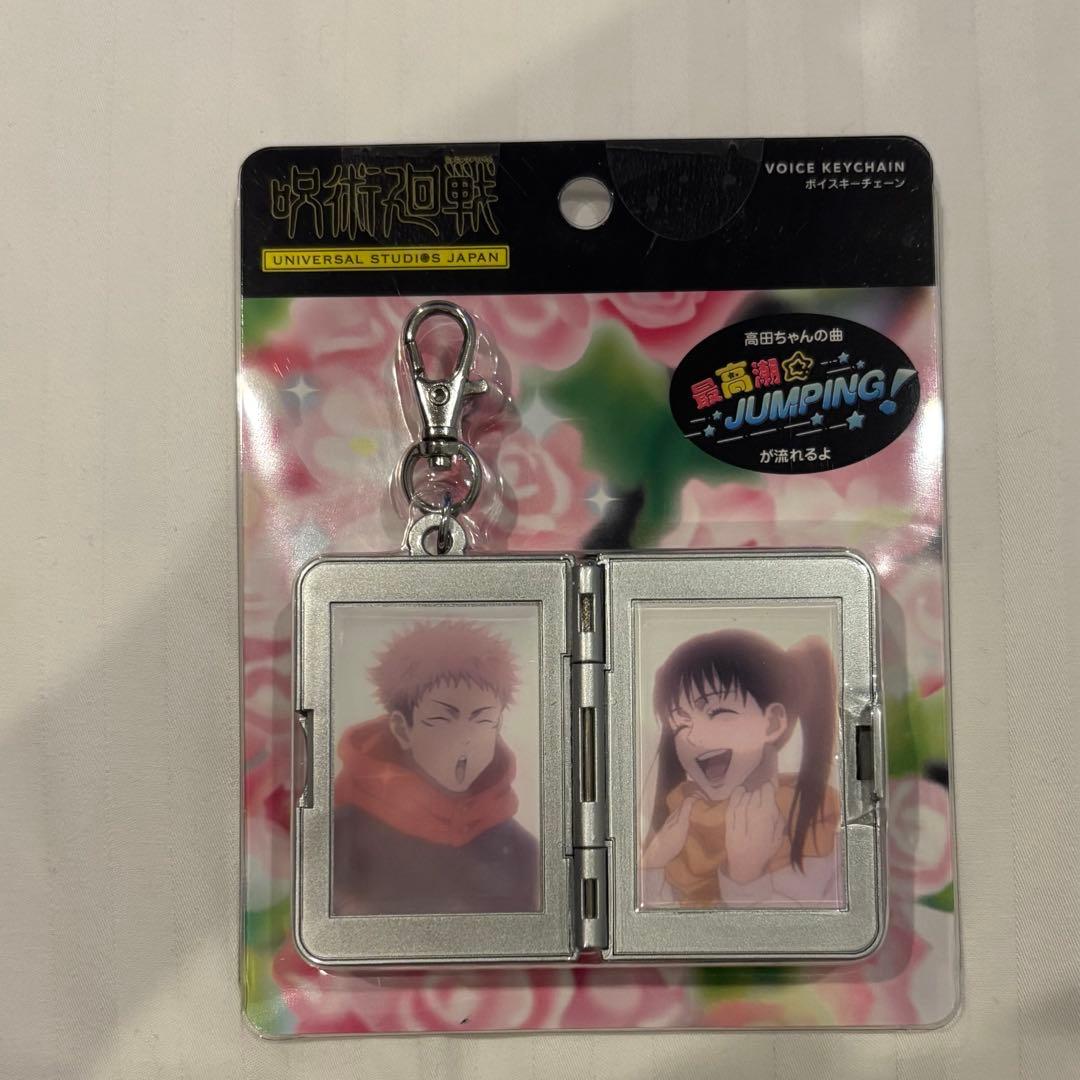 呪術廻戦
UNIVERSAL STUDIOS JAPAN
VOICE KEYCHAIN
ボイスキーチェーン
高田ちゃんの曲
最高潮☆
JUMPING!
が流れるよ